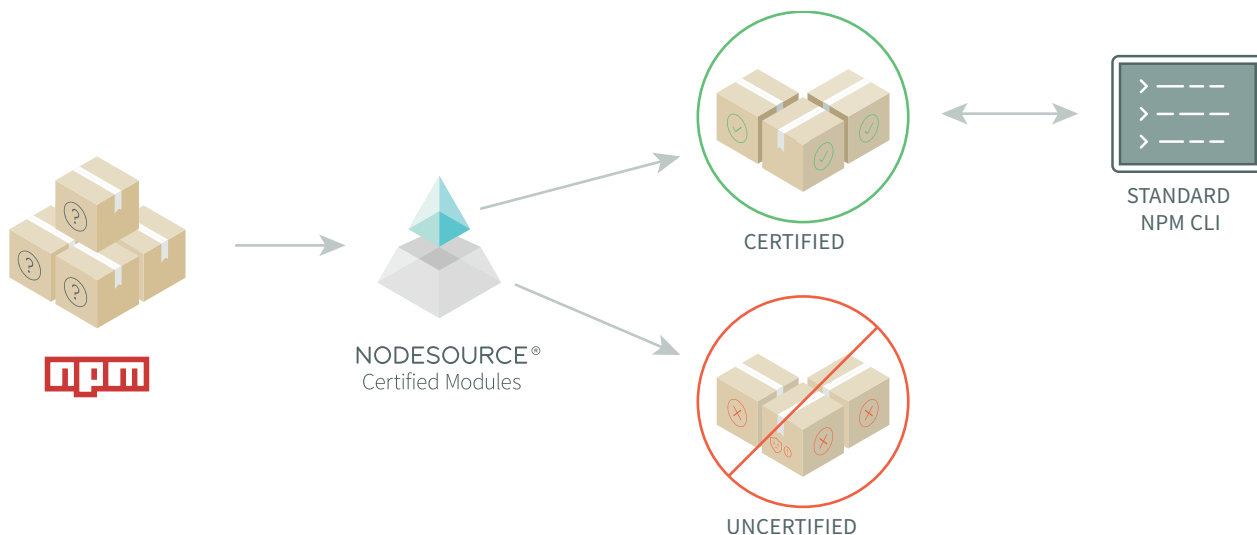 npm
NODESOURCE®
Certified Modules
CERTIFIED
UNCERTIFIED
STANDARD
NPM CLI
?
?
?